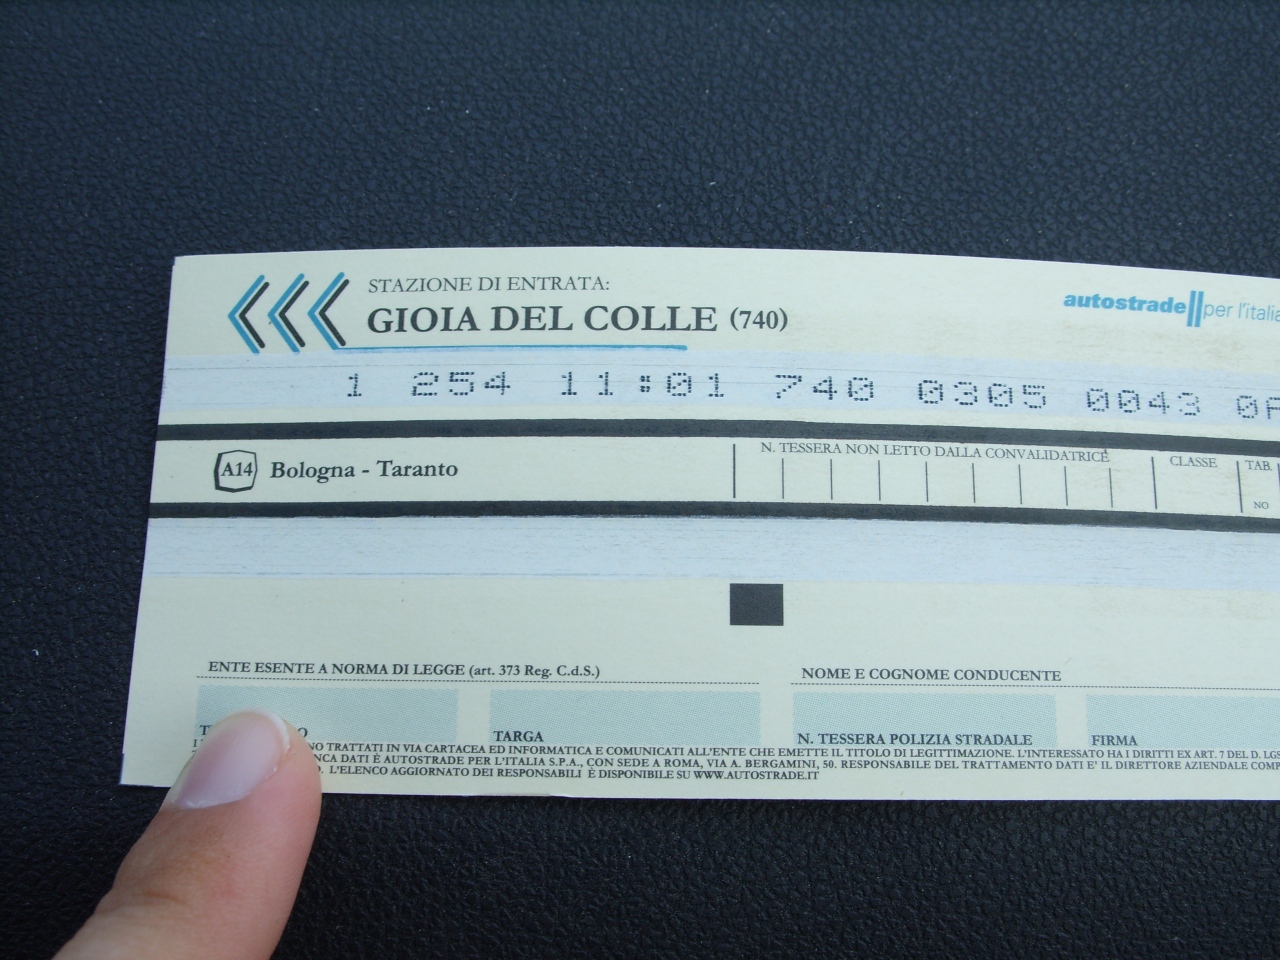 STAZIONE DI ENTRATA:
GIOIA DEL COLLE (740)
autostrade per l'italia
1 254 11:01 740 0305 0043
A14 Bologna - Taranto
N. TESSERA NON LETTO DALLA CONVALIDATRICE
CLASSE
TAB.
NO
ENTE ESENTE A NORMA DI LEGGE (art. 373 Reg. C.d.S.)
NOME E COGNOME CONDUCENTE
TARGA
N. TESSERA POLIZIA STRADALE
FIRMA
NO TRATTATI IN VIA CARTACEA ED INFORMATICA E COMUNICATI ALL'ENTE CHE EMETTE IL TITOLO DI LEGITTIMAZIONE. L'INTERESSATO HA I DIRITTI EX ART. 7 DEL D. LGS
NCA DATI È AUTOSTRADE PER L'ITALIA S.P.A., CON SEDE A ROMA, VIA A. BERGAMINI, 50. RESPONSABILE DEL TRATTAMENTO DATI E' IL DIRETTORE AZIENDALE COMP
O. L'ELENCO AGGIORNATO DEI RESPONSABILI È DISPONIBILE SU WWW.AUTOSTRADE.IT